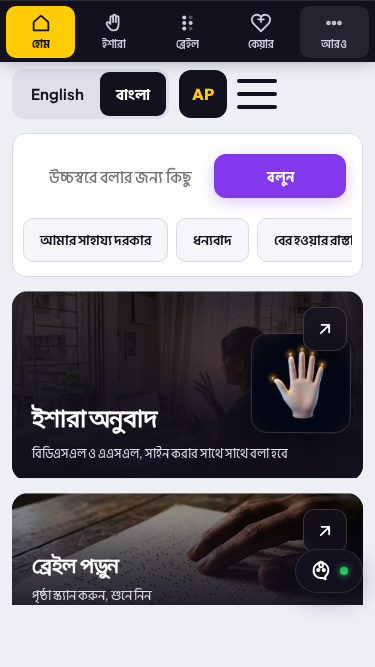 হোম
ইশারা
ব্রেইল
কেয়ার
আরও
English
বাংলা
AP
উচ্চস্বরে বলার জন্য কিছু
বলুন
আমার সাহায্য দরকার
ধন্যবাদ
বের হওয়ার রাস্তা
ইশারা অনুবাদ
বিডিএসএল ও এএসএল, সাইন করার সাথে সাথে বলা হবে
ব্রেইল পড়ুন
পৃষ্ঠা স্ক্যান করুন, শুনে নিন